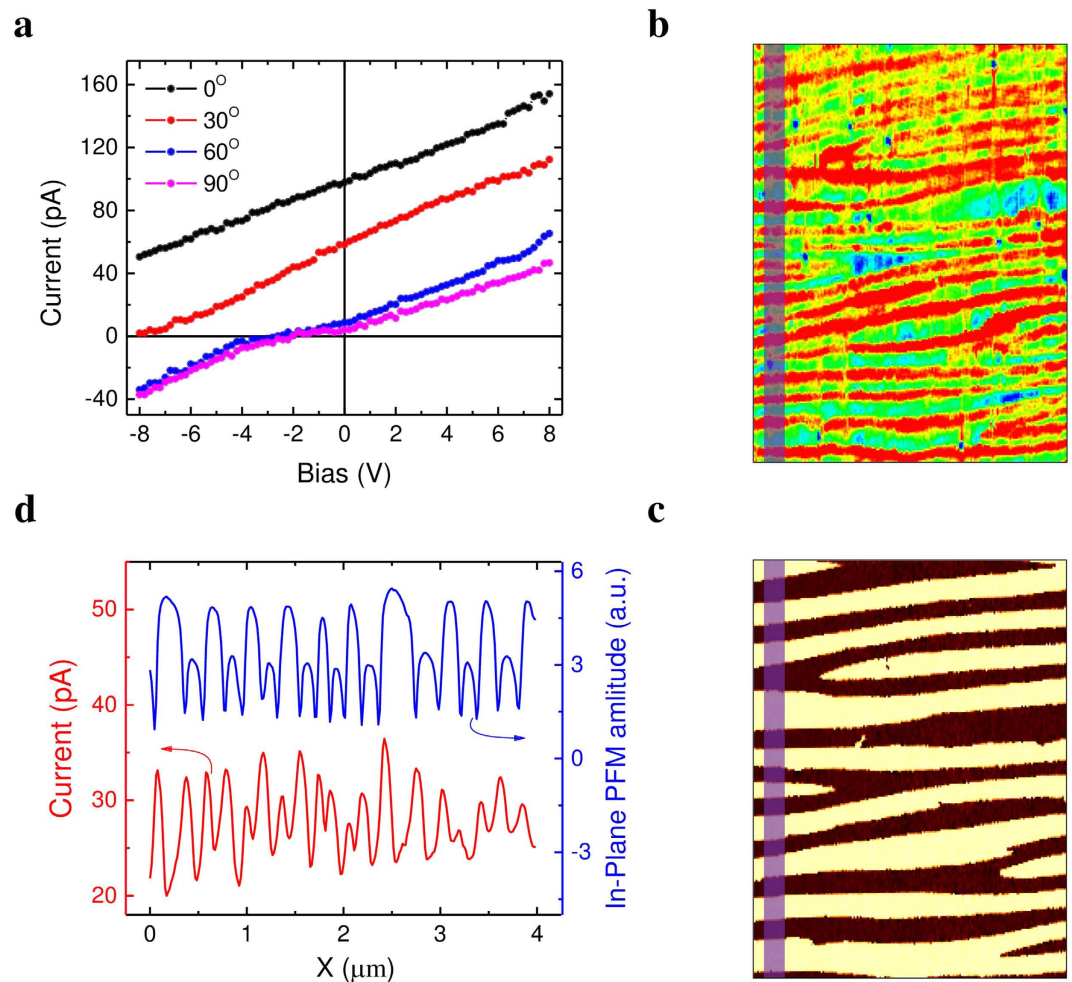 a
160
120
80
40
0
-40
Current (pA)
0°
30°
60°
90°
-8 -6 -4 -2 0 2 4 6 8
Bias (V)
b
d
50
40
30
20
Current (pA)
6
3
0
-3
In-Plane PFM amlitude (a.u.)
0 1 2 3 4
X (μm)
c